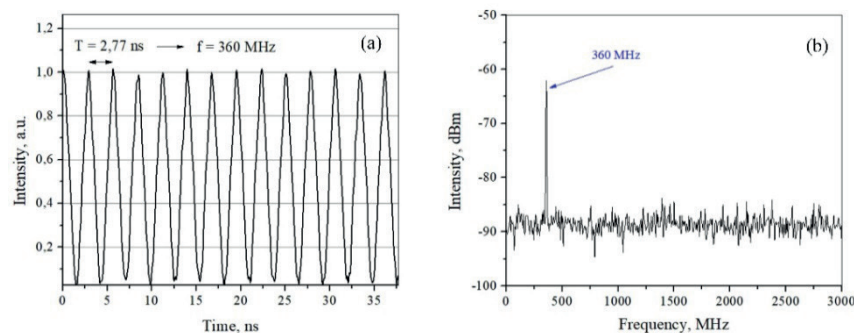 (a)
T = 2,77 ns → f = 360 MHz
1,2
1,0
0,8
0,6
0,4
0,2
Intensity, a.u.
0 5 10 15 20 25 30 35
Time, ns
(b)
360 MHz
-50
-60
-70
-80
-90
-100
Intensity, dBm
0 500 1000 1500 2000 2500 3000
Frequency, MHz